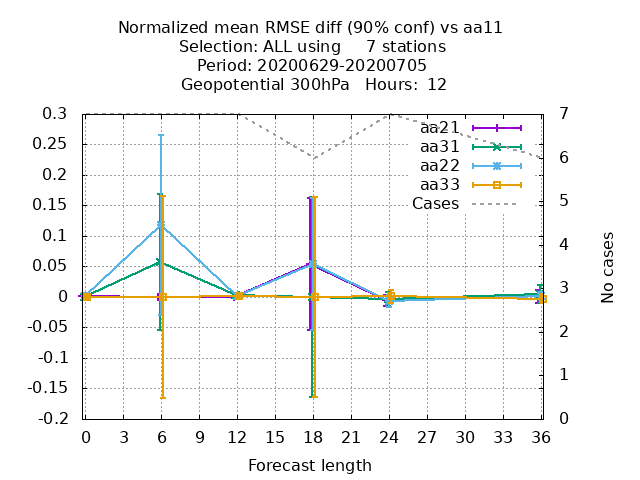 Normalized mean RMSE diff (90% conf) vs aa11
Selection: ALL using     7 stations
Period: 20200629-20200705
Geopotential 300hPa   Hours:  12
0.3
0.25
0.2
0.15
0.1
0.05
0
-0.05
-0.1
-0.15
-0.2
aa21
aa31
aa22
aa33
Cases
7
6
5
4
3
2
1
0
No cases
0 3 6 9 12 15 18 21 24 27 30 33 36
Forecast length